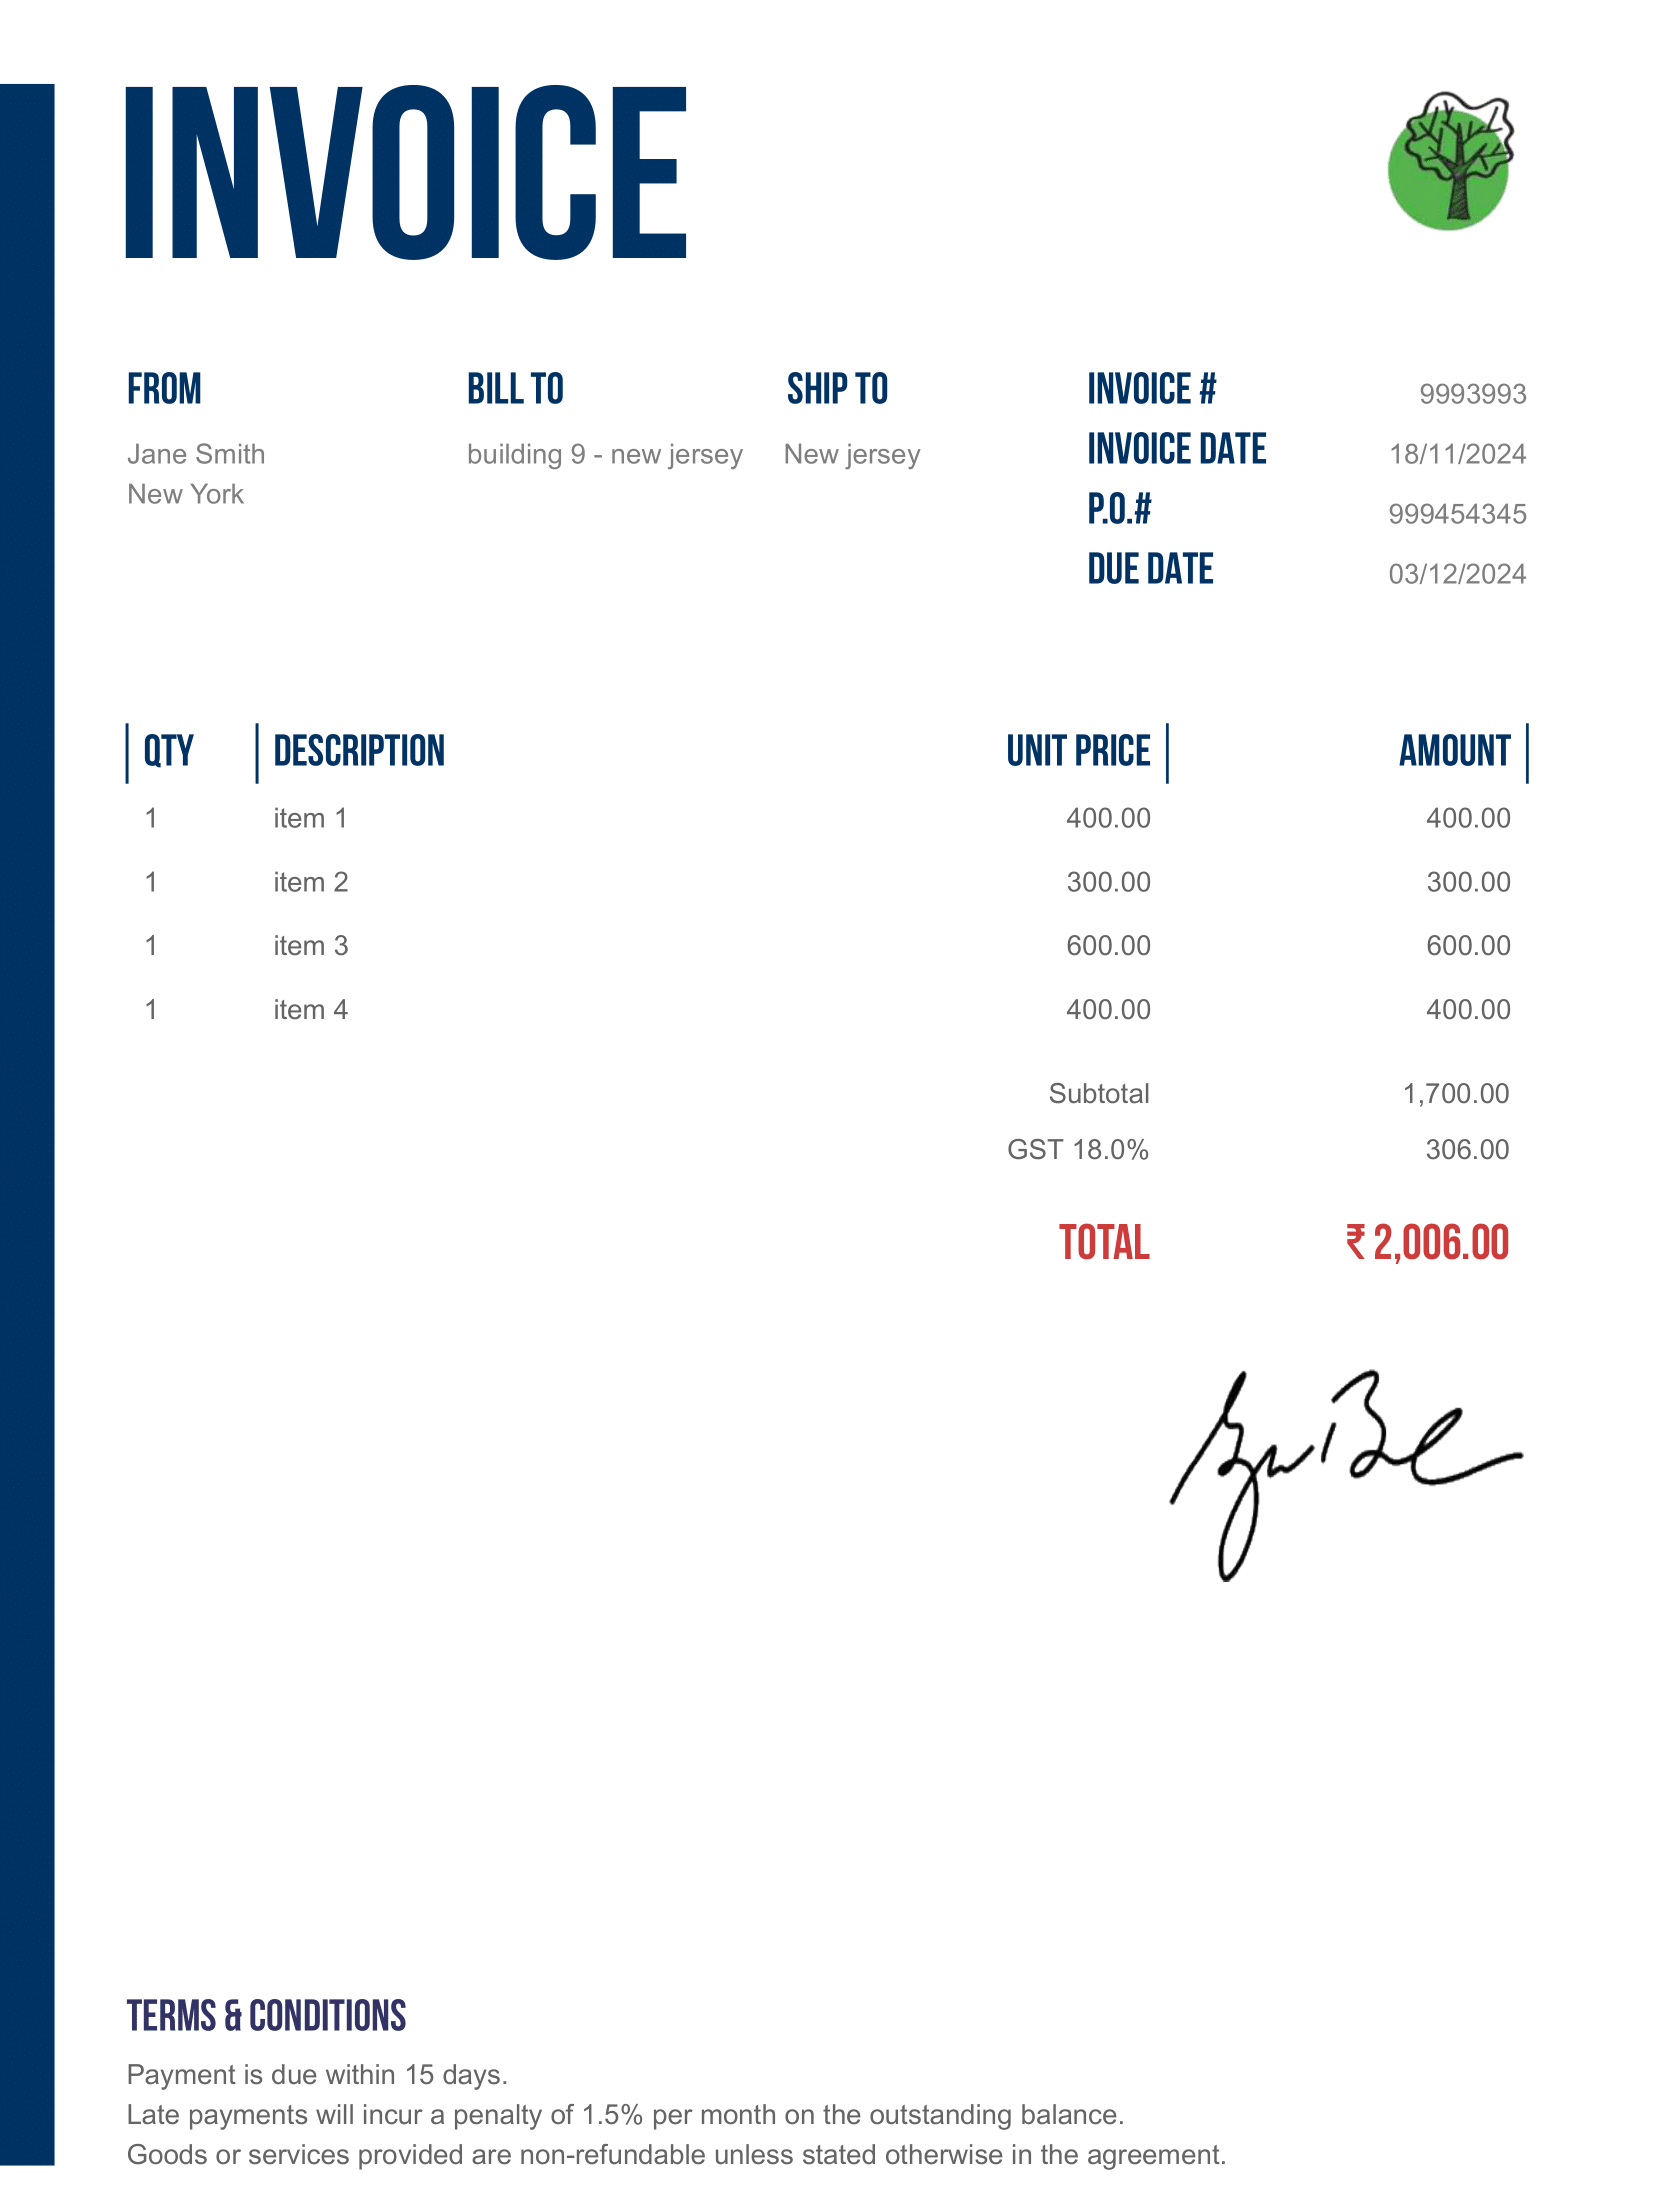 INVOICE
FROM
Jane Smith
New York
BILL TO
building 9 - new jersey
SHIP TO
New jersey
INVOICE # 9993993
INVOICE DATE 18/11/2024
P.O.# 999454345
DUE DATE 03/12/2024
QTY DESCRIPTION UNIT PRICE AMOUNT
1 item 1 400.00 400.00
1 item 2 300.00 300.00
1 item 3 600.00 600.00
1 item 4 400.00 400.00
Subtotal 1,700.00
GST 18.0% 306.00
TOTAL ₹ 2,006.00
TERMS & CONDITIONS
Payment is due within 15 days.
Late payments will incur a penalty of 1.5% per month on the outstanding balance.
Goods or services provided are non-refundable unless stated otherwise in the agreement.